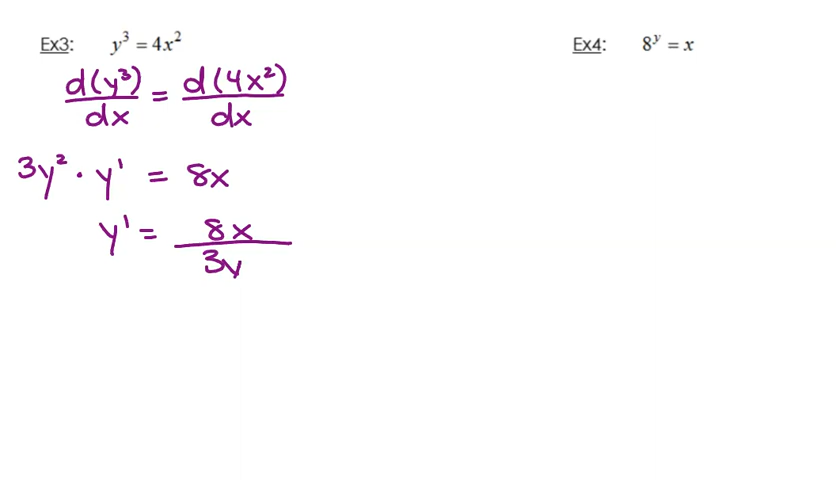 Ex3: y³ = 4x²
Ex4: 8ʸ = x
d(y³)/dx = d(4x²)/dx
3y² · y' = 8x
y' = 8x/3y